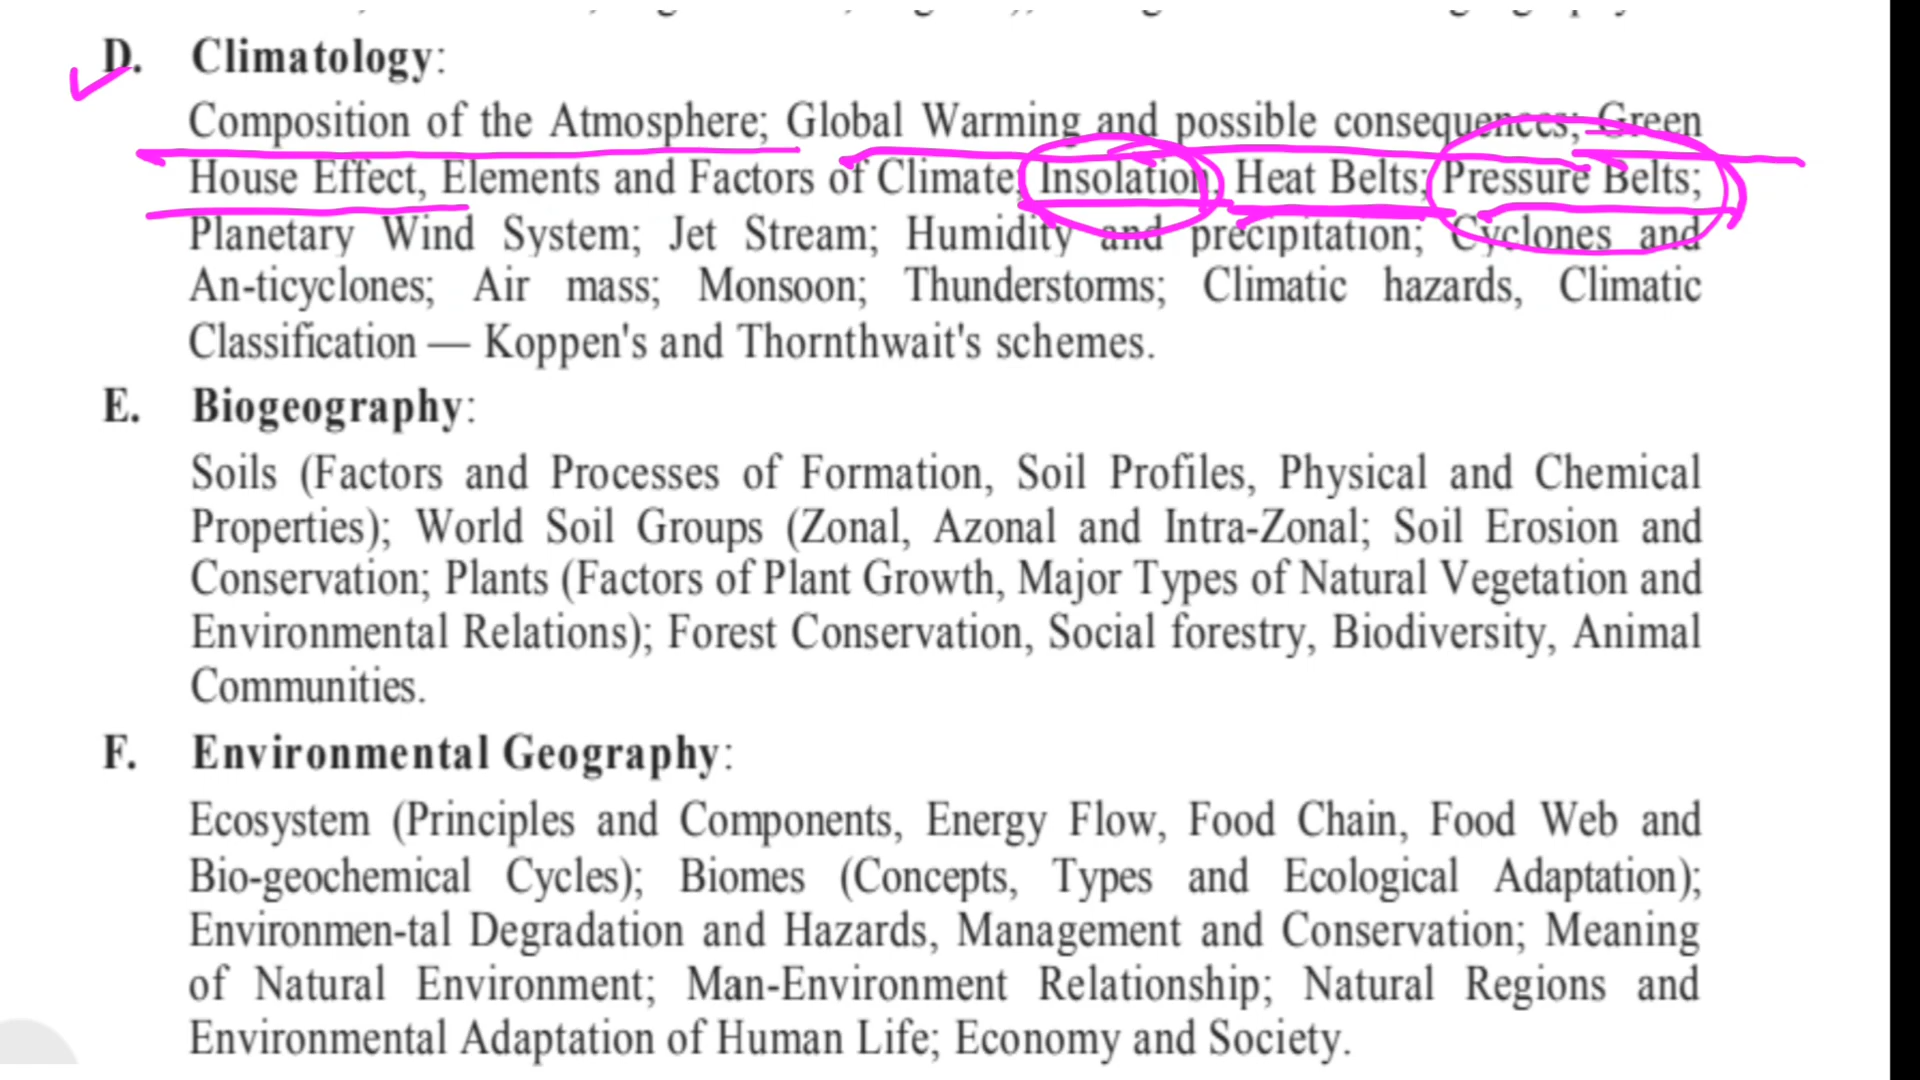 D. Climatology:
Composition of the Atmosphere; Global Warming and possible consequences; Green
House Effect, Elements and Factors of Climate; Insolation, Heat Belts; Pressure Belts;
Planetary Wind System; Jet Stream; Humidity and precipitation; Cyclones and
An-ticyclones; Air mass; Monsoon; Thunderstorms; Climatic hazards, Climatic
Classification — Koppen's and Thornthwait's schemes.
E. Biogeography:
Soils (Factors and Processes of Formation, Soil Profiles, Physical and Chemical
Properties); World Soil Groups (Zonal, Azonal and Intra-Zonal; Soil Erosion and
Conservation; Plants (Factors of Plant Growth, Major Types of Natural Vegetation and
Environmental Relations); Forest Conservation, Social forestry, Biodiversity, Animal
Communities.
F. Environmental Geography:
Ecosystem (Principles and Components, Energy Flow, Food Chain, Food Web and
Bio-geochemical Cycles); Biomes (Concepts, Types and Ecological Adaptation);
Environmen-tal Degradation and Hazards, Management and Conservation; Meaning
of Natural Environment; Man-Environment Relationship; Natural Regions and
Environmental Adaptation of Human Life; Economy and Society.